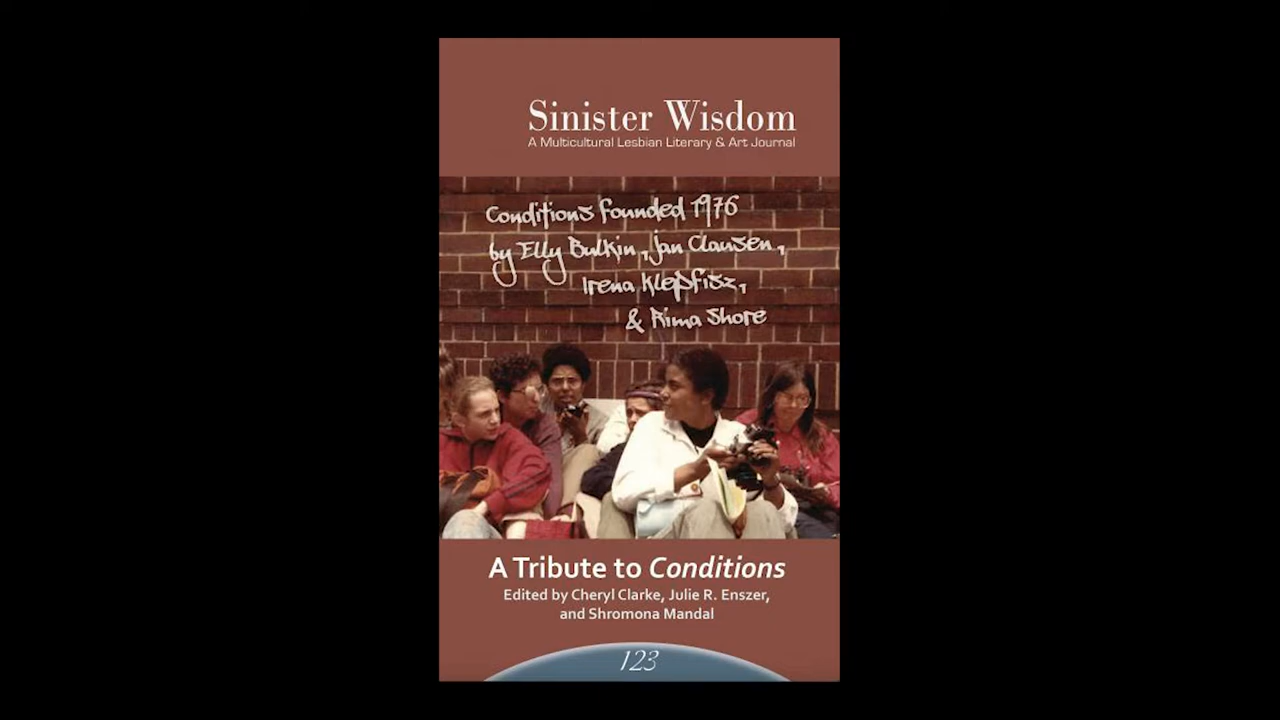 Sinister Wisdom
A Multicultural Lesbian Literary & Art Journal
Conditions founded 1976
by Elly Bulkin, Jan Clausen,
Irena Klepfisz,
& Rima Shore
A Tribute to Conditions
Edited by Cheryl Clarke, Julie R. Enszer,
and Shromona Mandal
123